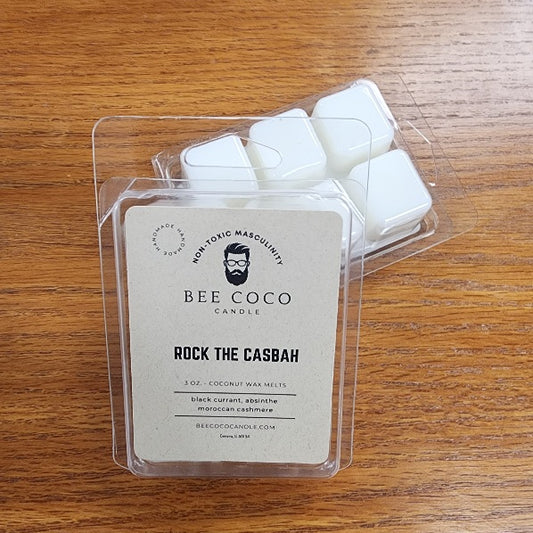 HANDMADE HANDMADE
NON-TOXIC MASCULINITY
BEE COCO
CANDLE
ROCK THE CASBAH
3 OZ. - COCONUT WAX MELTS
black currant, absinthe
moroccan cashmere
BEECOCOCANDLE.COM